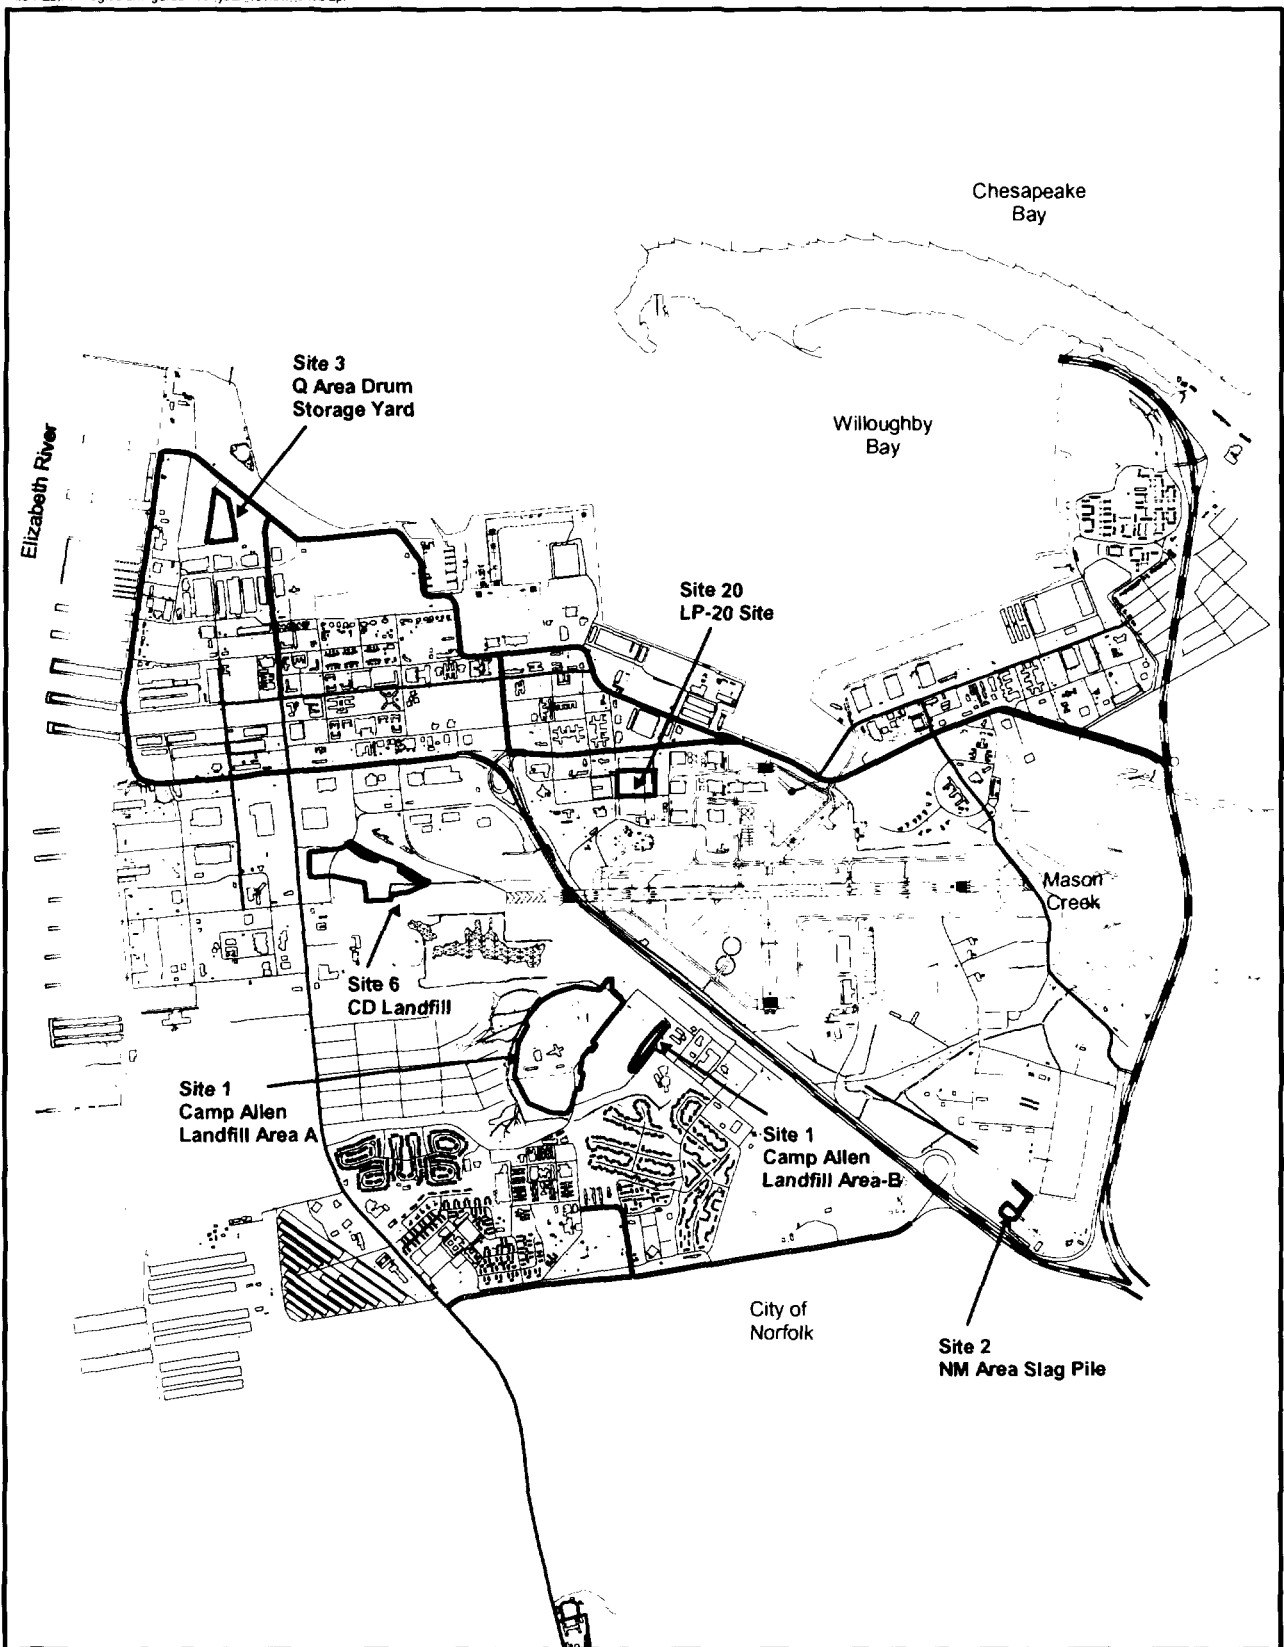 Chesapeake
Bay
Site 3
Q Area Drum
Storage Yard
Willoughby
Bay
Elizabeth River
Site 20
LP-20 Site
Mason
Creek
Site 6
CD Landfill
Site 1
Camp Allen
Landfill Area A
Site 1
Camp Allen
Landfill Area-B
City of
Norfolk
Site 2
NM Area Slag Pile